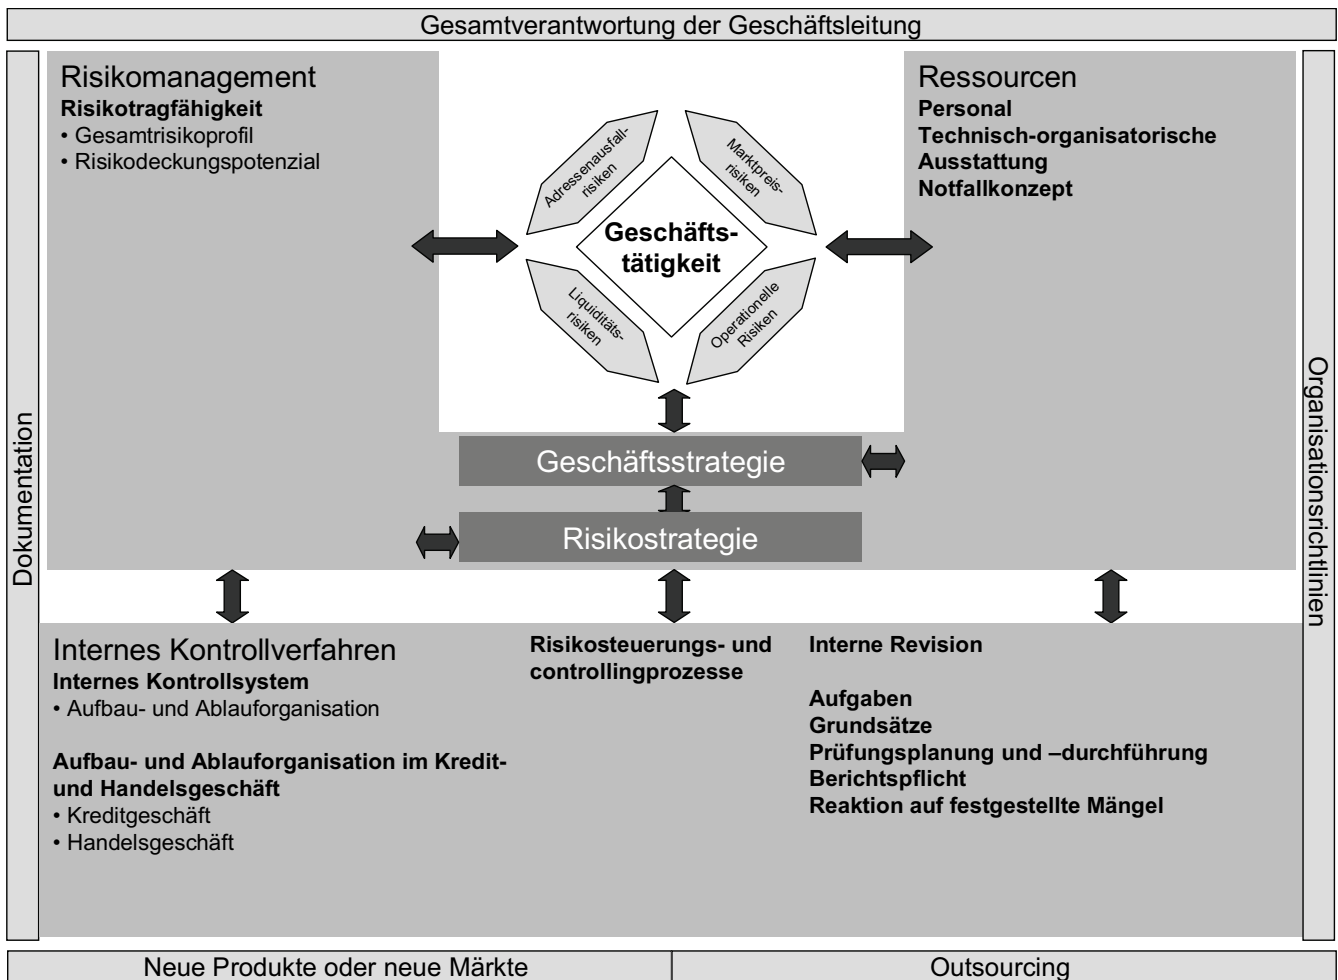 Gesamtverantwortung der Geschäftsleitung
Dokumentation
Risikomanagement
Risikotragfähigkeit
• Gesamtrisikoprofil
• Risikodeckungspotenzial
Adressenausfall-
risiken
Marktpreis-
risiken
Geschäfts-
tätigkeit
Liquiditäts-
risiken
Operationelle
Risiken
Ressourcen
Personal
Technisch-organisatorische
Ausstattung
Notfallkonzept
Organisationsrichtlinien
Geschäftsstrategie
Risikostrategie
Internes Kontrollverfahren
Internes Kontrollsystem
• Aufbau- und Ablauforganisation
Aufbau- und Ablauforganisation im Kredit-
und Handelsgeschäft
• Kreditgeschäft
• Handelsgeschäft
Risikosteuerungs- und
controllingprozesse
Interne Revision
Aufgaben
Grundsätze
Prüfungsplanung und –durchführung
Berichtspflicht
Reaktion auf festgestellte Mängel
Neue Produkte oder neue Märkte
Outsourcing